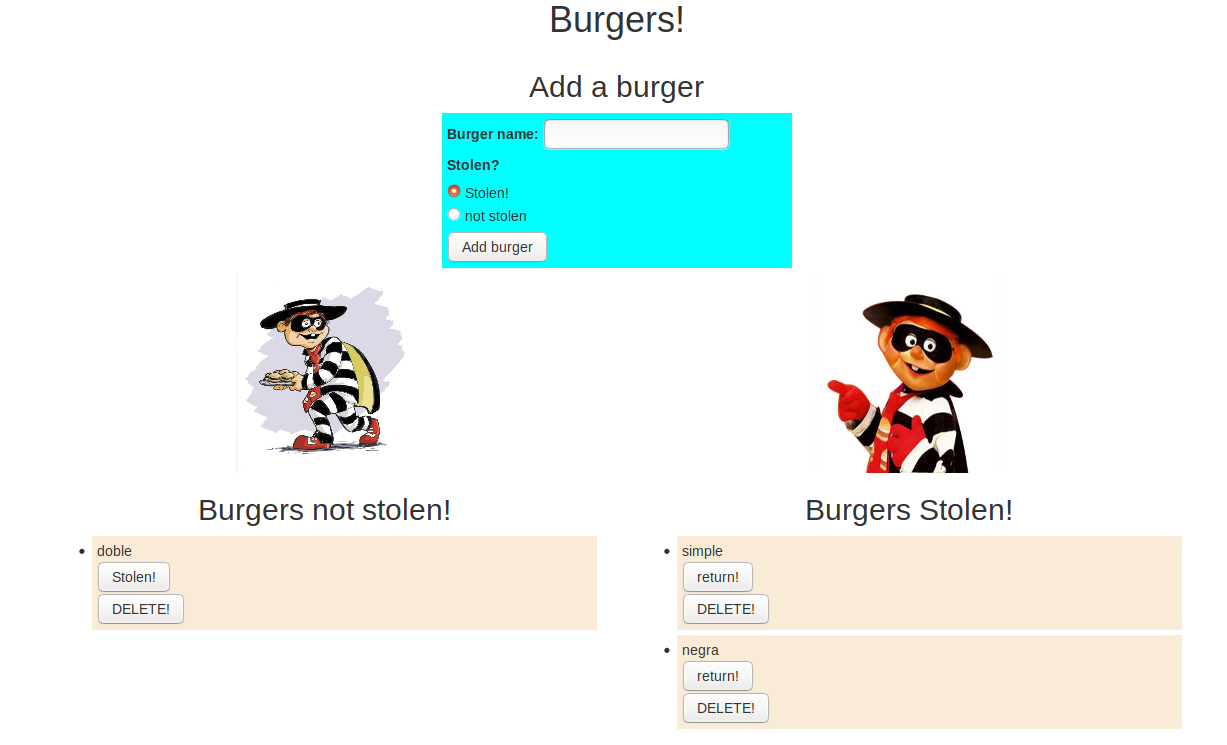 Burgers!
Add a burger
Burger name:
Stolen?
Stolen!
not stolen
Add burger
Burgers not stolen!
doble
Stolen!
DELETE!
Burgers Stolen!
simple
return!
DELETE!
negra
return!
DELETE!